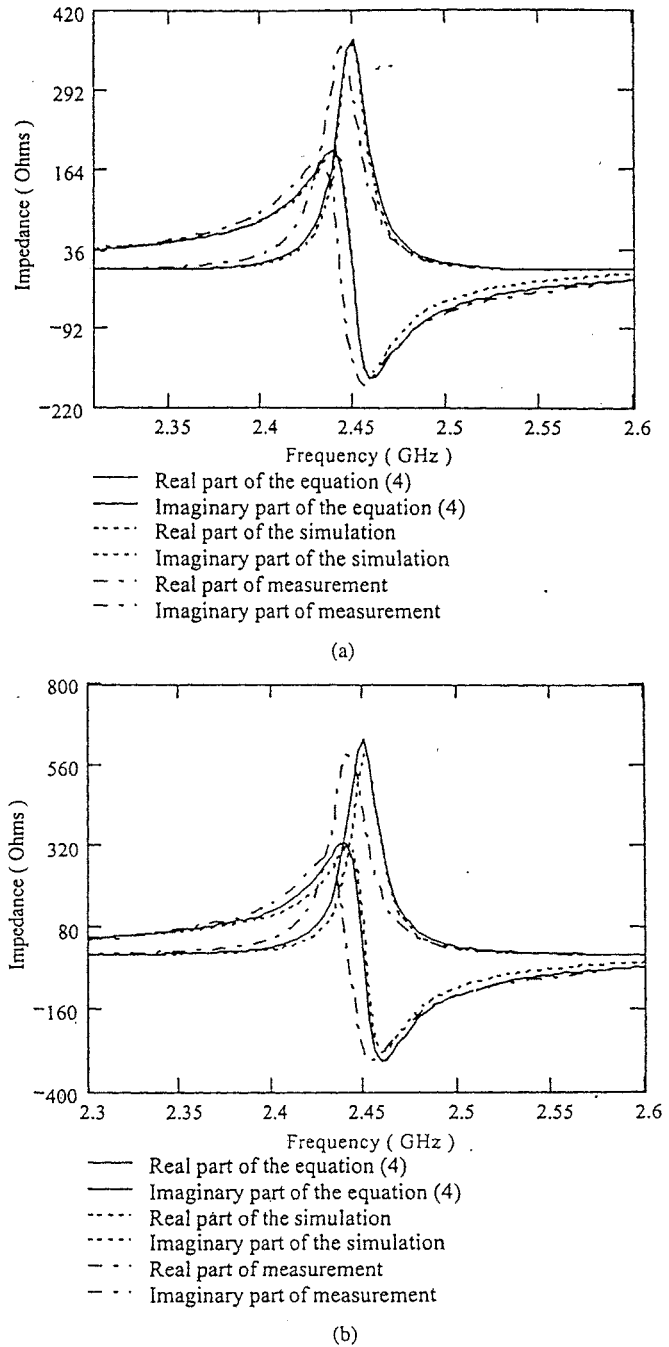 420
292
164
36
-92
-220
Impedance ( Ohms )
2.35 2.4 2.45 2.5 2.55 2.6
Frequency ( GHz )
Real part of the equation (4)
Imaginary part of the equation (4)
Real part of the simulation
Imaginary part of the simulation
Real part of measurement
Imaginary part of measurement
(a)
800
560
320
80
-160
-400
Impedance ( Ohms )
2.3 2.35 2.4 2.45 2.5 2.55 2.6
Frequency ( GHz )
Real part of the equation (4)
Imaginary part of the equation (4)
Real part of the simulation
Imaginary part of the simulation
Real part of measurement
Imaginary part of measurement
(b)